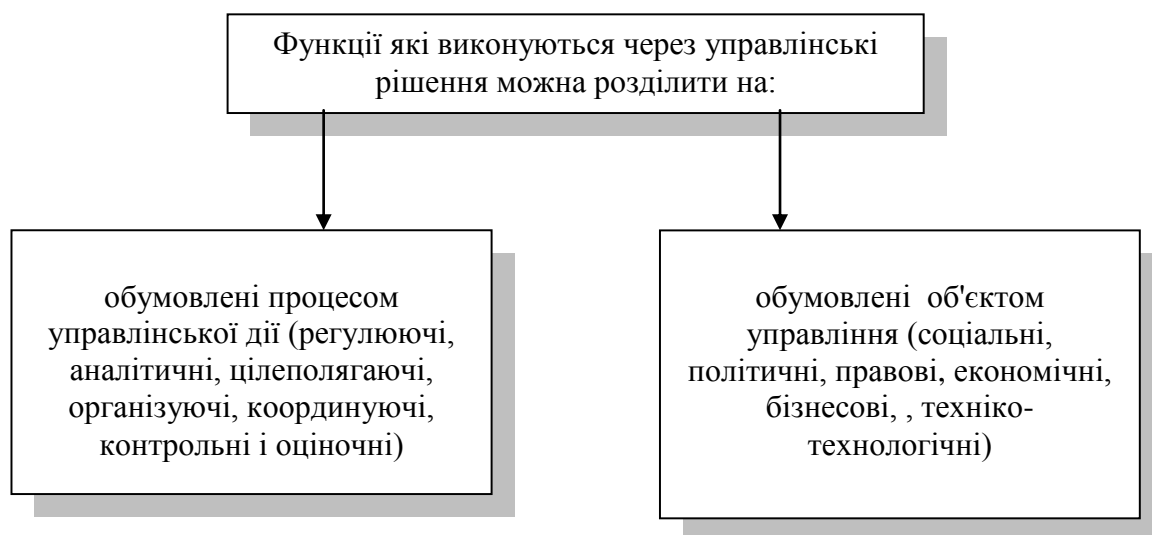 Функції які виконуються через управлінські
рішення можна розділити на:
обумовлені процесом
управлінської дії (регулюючі,
аналітичні, цілеполягаючі,
організуючі, координуючі,
контрольні і оціночні)
обумовлені  об'єктом
управління (соціальні,
політичні, правові, економічні,
бізнесові, , техніко-
технологічні)